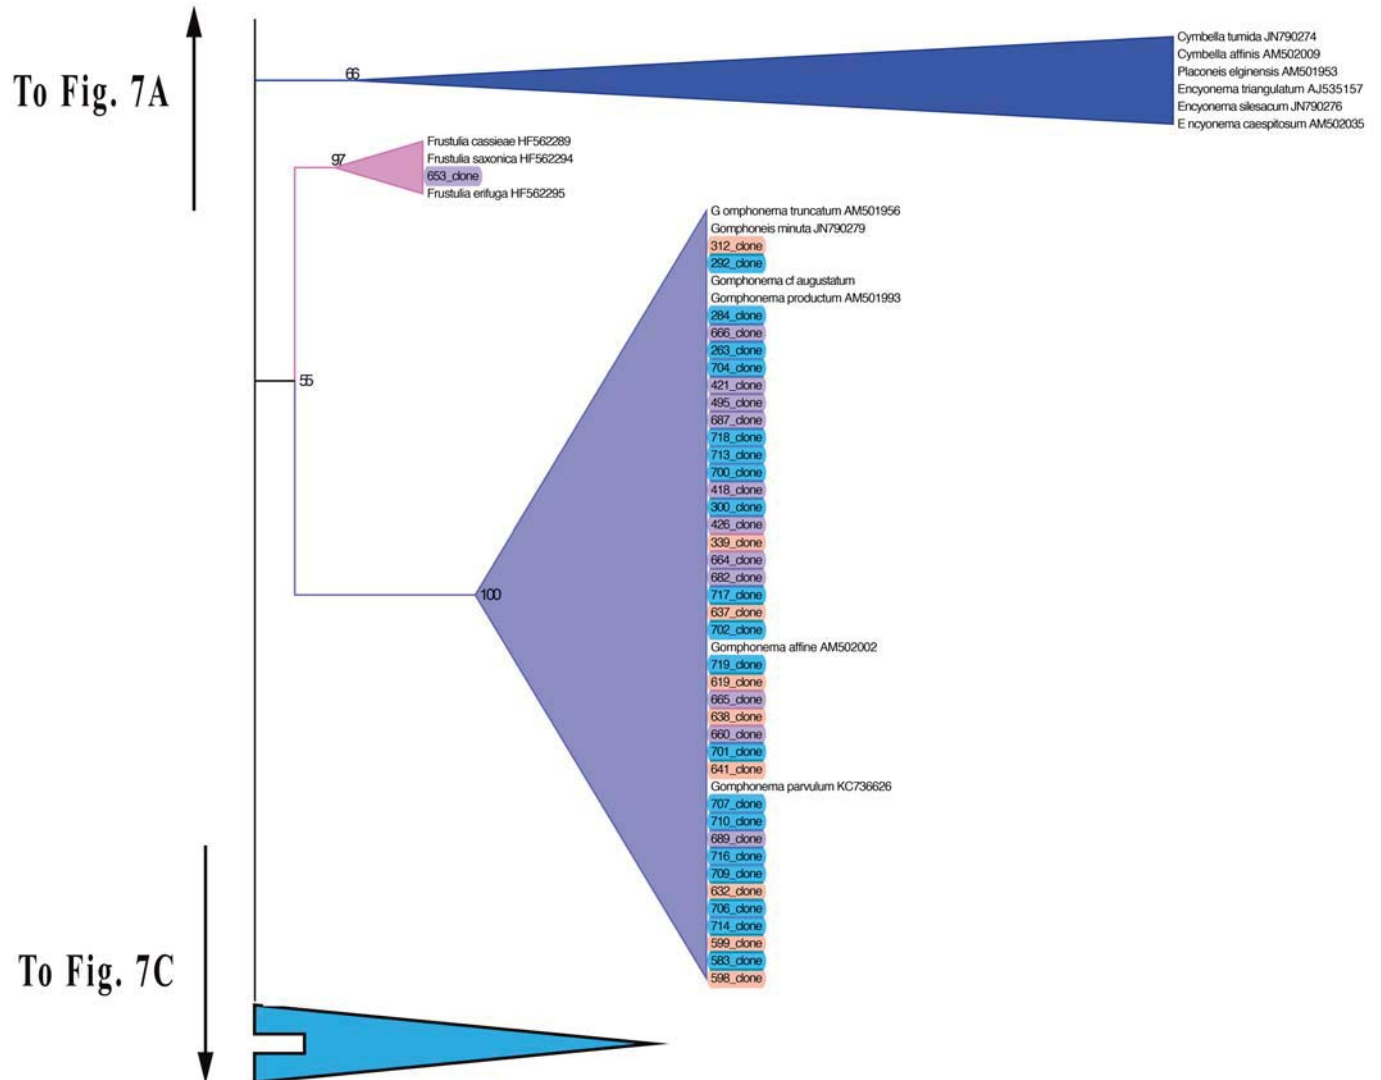 To Fig. 7A
66
Cymbella tumida JN790274
Cymbella affinis AM502009
Placoneis elginensis AM501953
Encyonema triangulatum AJ535157
Encyonema silesacum JN790276
E ncyonema caespitosum AM502035
97
Frustulia cassieae HF562289
Frustulia saxonica HF562294
653_clone
Frustulia erifuga HF562295
G omphonema truncatum AM501956
Gomphoneis minuta JN790279
312_clone
292_clone
Gomphonema cf augustatum
Gomphonema productum AM501993
284_clone
666_clone
263_clone
704_clone
55
421_clone
495_clone
687_clone
718_clone
713_clone
700_clone
418_clone
300_clone
426_clone
339_clone
664_clone
682_clone
100
717_clone
637_clone
702_clone
Gomphonema affine AM502002
719_clone
619_clone
665_clone
638_clone
660_clone
701_clone
641_clone
Gomphonema parvulum KC736626
707_clone
710_clone
689_clone
716_clone
709_clone
632_clone
706_clone
714_clone
599_clone
583_clone
598_clone
To Fig. 7C